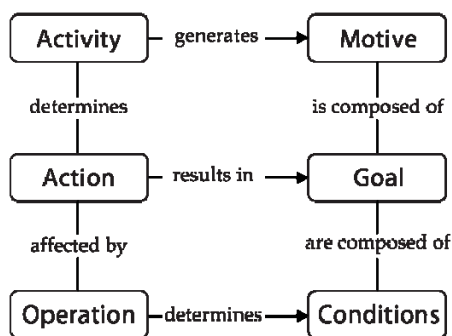 Activity generates Motive
determines is composed of
Action results in Goal
affected by are composed of
Operation determines Conditions